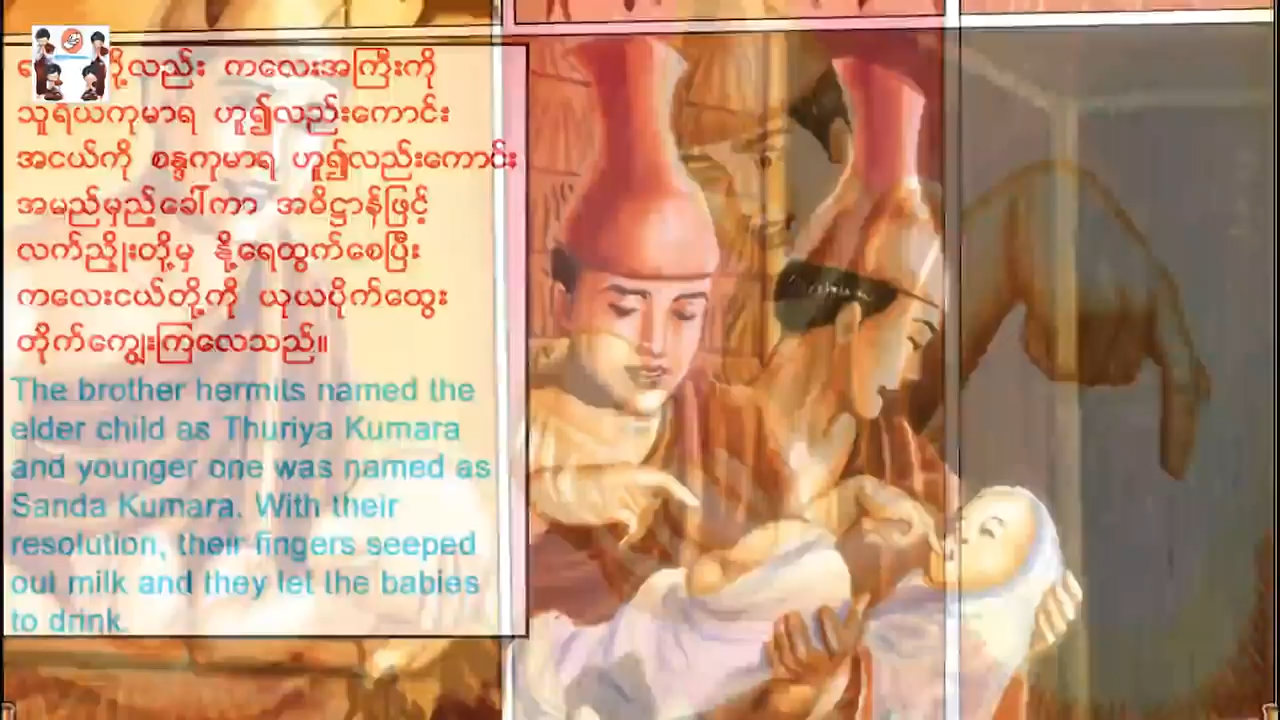 တို့လည်း ကလေးအကြီးကို
သူရိယကုမာရ ဟူ၍လည်းကောင်း
အငယ်ကို စန္ဒကုမာရ ဟူ၍လည်းကောင်း
အမည်မှည့်ခေါ်ကာ အဓိဋ္ဌာန်ဖြင့်
လက်ညှိုးတို့မှ နို့ရေထွက်စေပြီး
ကလေးငယ်တို့ကို ယုယပိုက်ထွေး
တိုက်ကျွေးကြလေသည်။
The brother hermits named the
elder child as Thuriya Kumara
and younger one was named as
Sanda Kumara. With their
resolution, their fingers seeped
out milk and they let the babies
to drink.